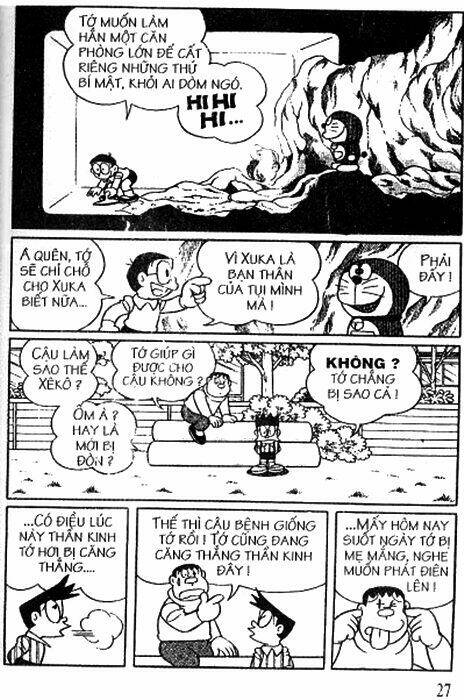 TỚ MUỐN LÀM
HẲN MỘT CĂN
PHÒNG LỚN ĐỂ CẤT
RIÊNG NHỮNG THỨ
BÍ MẬT, KHỎI AI DÒM NGÓ.
HI HI
HI...
A QUÊN, TỚ
SẼ CHỈ CHỖ
CHO XUKA
BIẾT NỮA...
VÌ XUKA LÀ
BẠN THÂN
CỦA TỤI MÌNH
MÀ !
PHẢI
ĐẤY !
CẬU LÀM
SAO THẾ
XÊKÔ ?
ỐM À ?
HAY LÀ
MỚI BỊ
ĐÒN ?
TỚ GIÚP GÌ
ĐƯỢC CHO
CẬU KHÔNG ?
KHÔNG ?
TỚ CHẲNG
BỊ SAO CẢ !
...CÓ ĐIỀU LÚC
NÀY THẦN KINH
TỚ HƠI BỊ CĂNG
THẲNG....
THẾ THÌ CẬU BỆNH GIỐNG
TỚ RỒI ! TỚ CŨNG ĐANG
CĂNG THẲNG THẦN KINH
ĐÂY !
...MẤY HÔM NAY
SUỐT NGÀY TỚ BỊ
MẸ MẮNG, NGHE
MUỐN PHÁT ĐIÊN
LÊN !
27